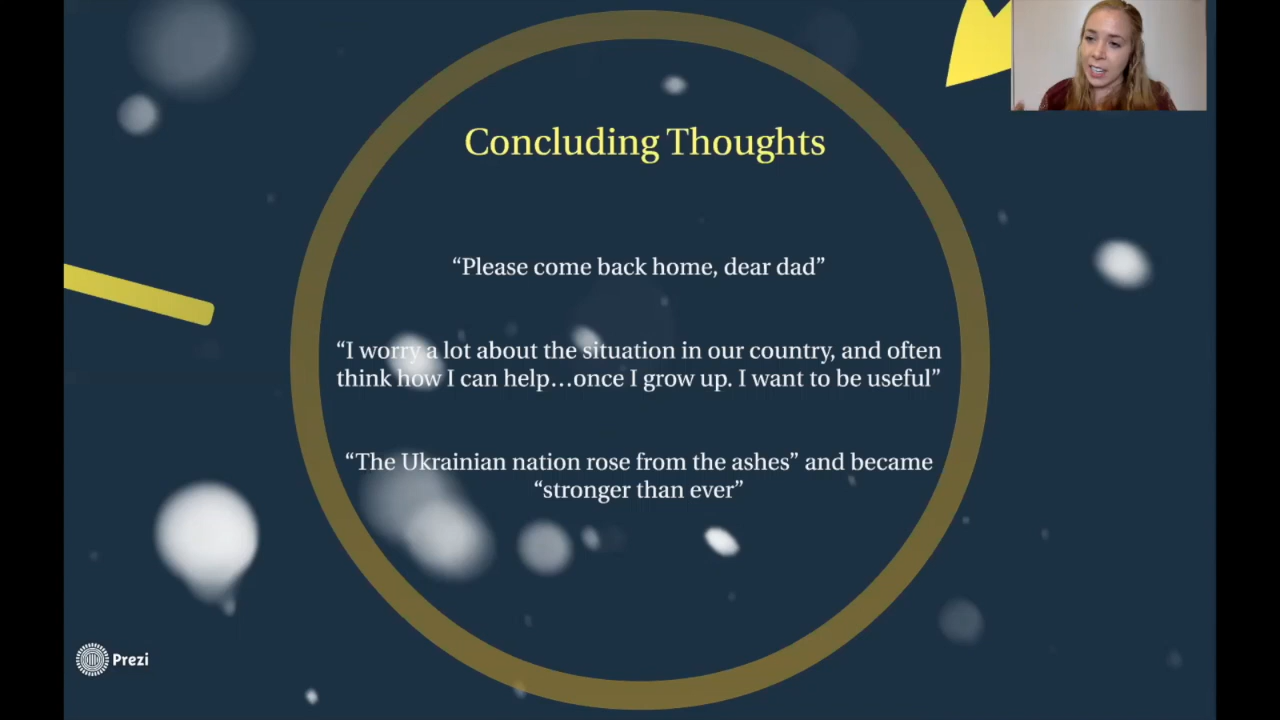 Concluding Thoughts
“Please come back home, dear dad”
“I worry a lot about the situation in our country, and often
think how I can help…once I grow up. I want to be useful”
“The Ukrainian nation rose from the ashes” and became
“stronger than ever”
Prezi